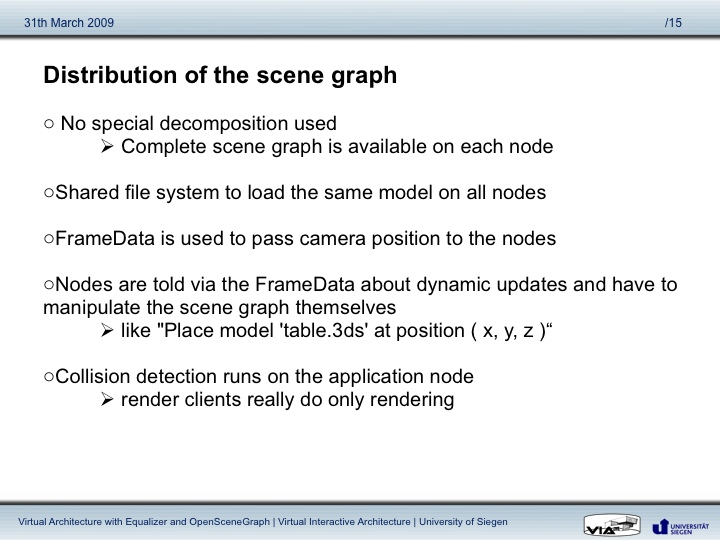 31th March 2009 /15
Distribution of the scene graph
○ No special decomposition used
➢ Complete scene graph is available on each node
○Shared file system to load the same model on all nodes
○FrameData is used to pass camera position to the nodes
○Nodes are told via the FrameData about dynamic updates and have to
manipulate the scene graph themselves
➢ like "Place model 'table.3ds' at position ( x, y, z )“
○Collision detection runs on the application node
➢ render clients really do only rendering
Virtual Architecture with Equalizer and OpenSceneGraph | Virtual Interactive Architecture | University of Siegen
VIA
UNIVERSITÄT
SIEGEN